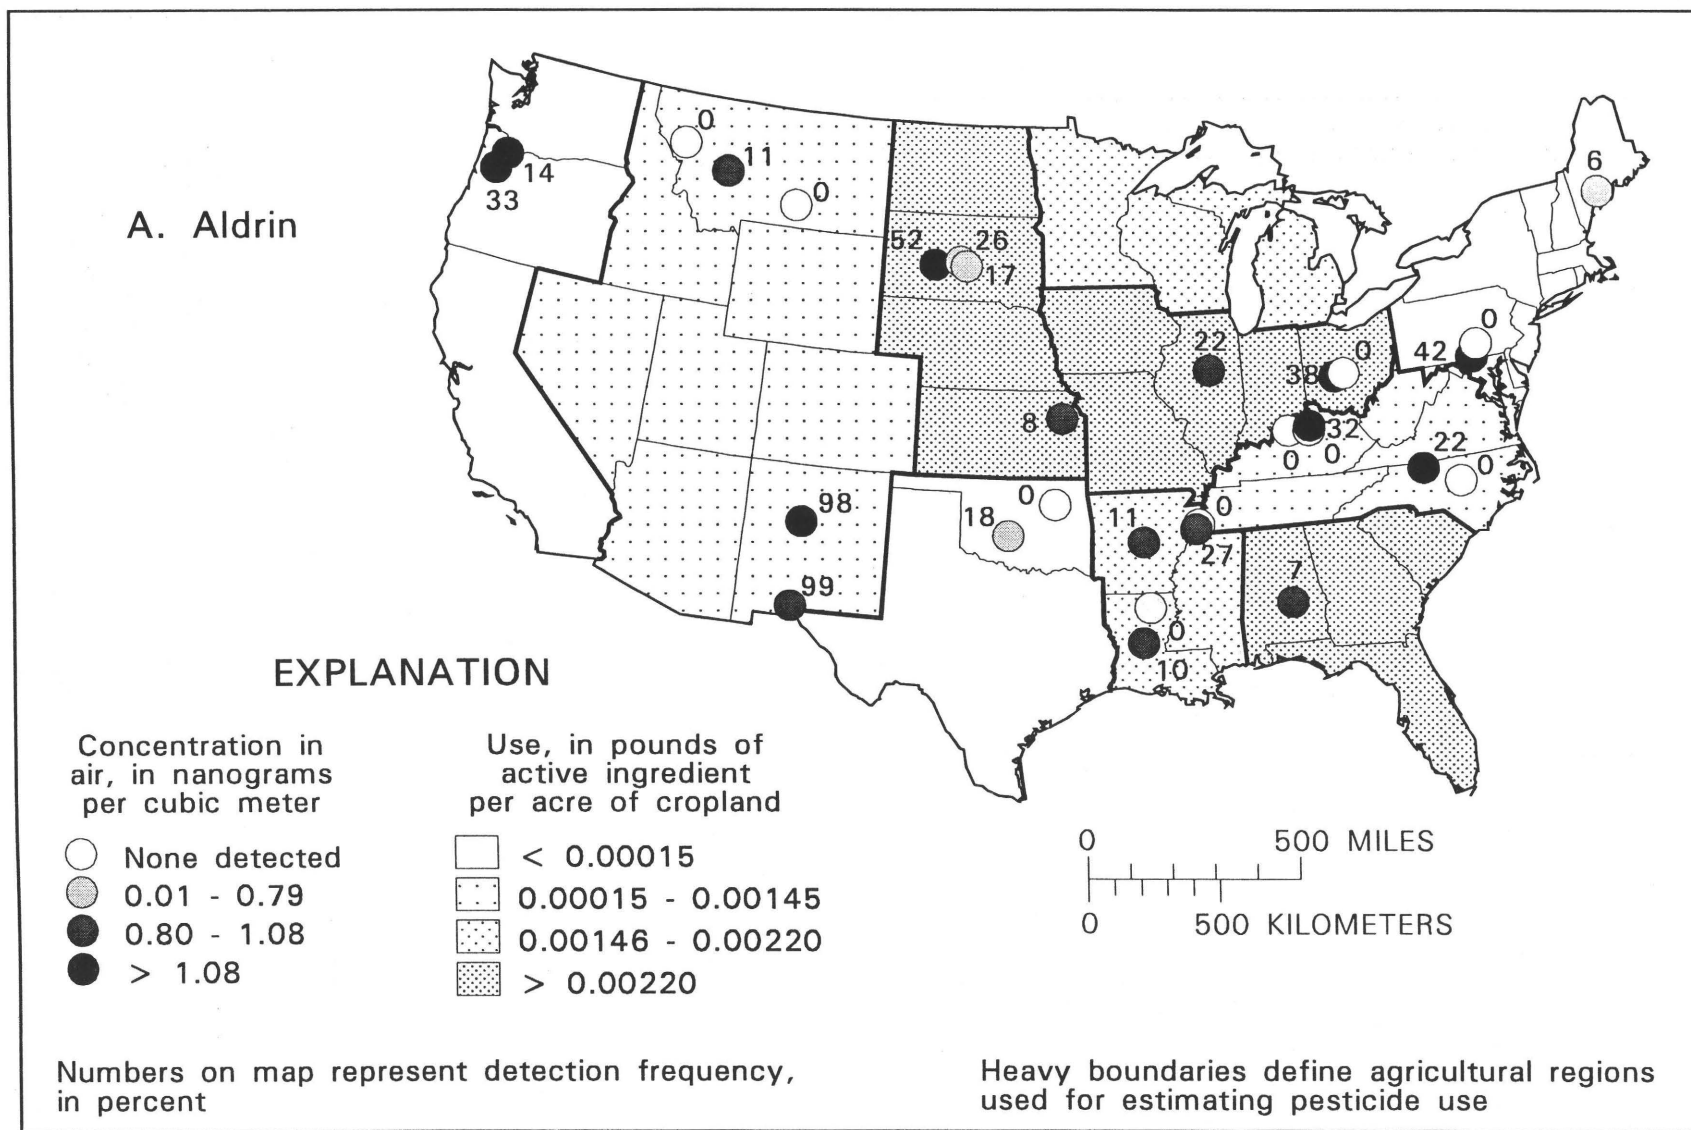 A. Aldrin
0
11
0
14
33
52
26
17
6
0
42
22
0
38
8
32
0
0
22
0
98
99
0
18
11
0
27
7
0
10
EXPLANATION
Concentration in
air, in nanograms
per cubic meter
None detected
0.01 - 0.79
0.80 - 1.08
> 1.08
Use, in pounds of
active ingredient
per acre of cropland
< 0.00015
0.00015 - 0.00145
0.00146 - 0.00220
> 0.00220
0 500 MILES
0 500 KILOMETERS
Numbers on map represent detection frequency,
in percent
Heavy boundaries define agricultural regions
used for estimating pesticide use